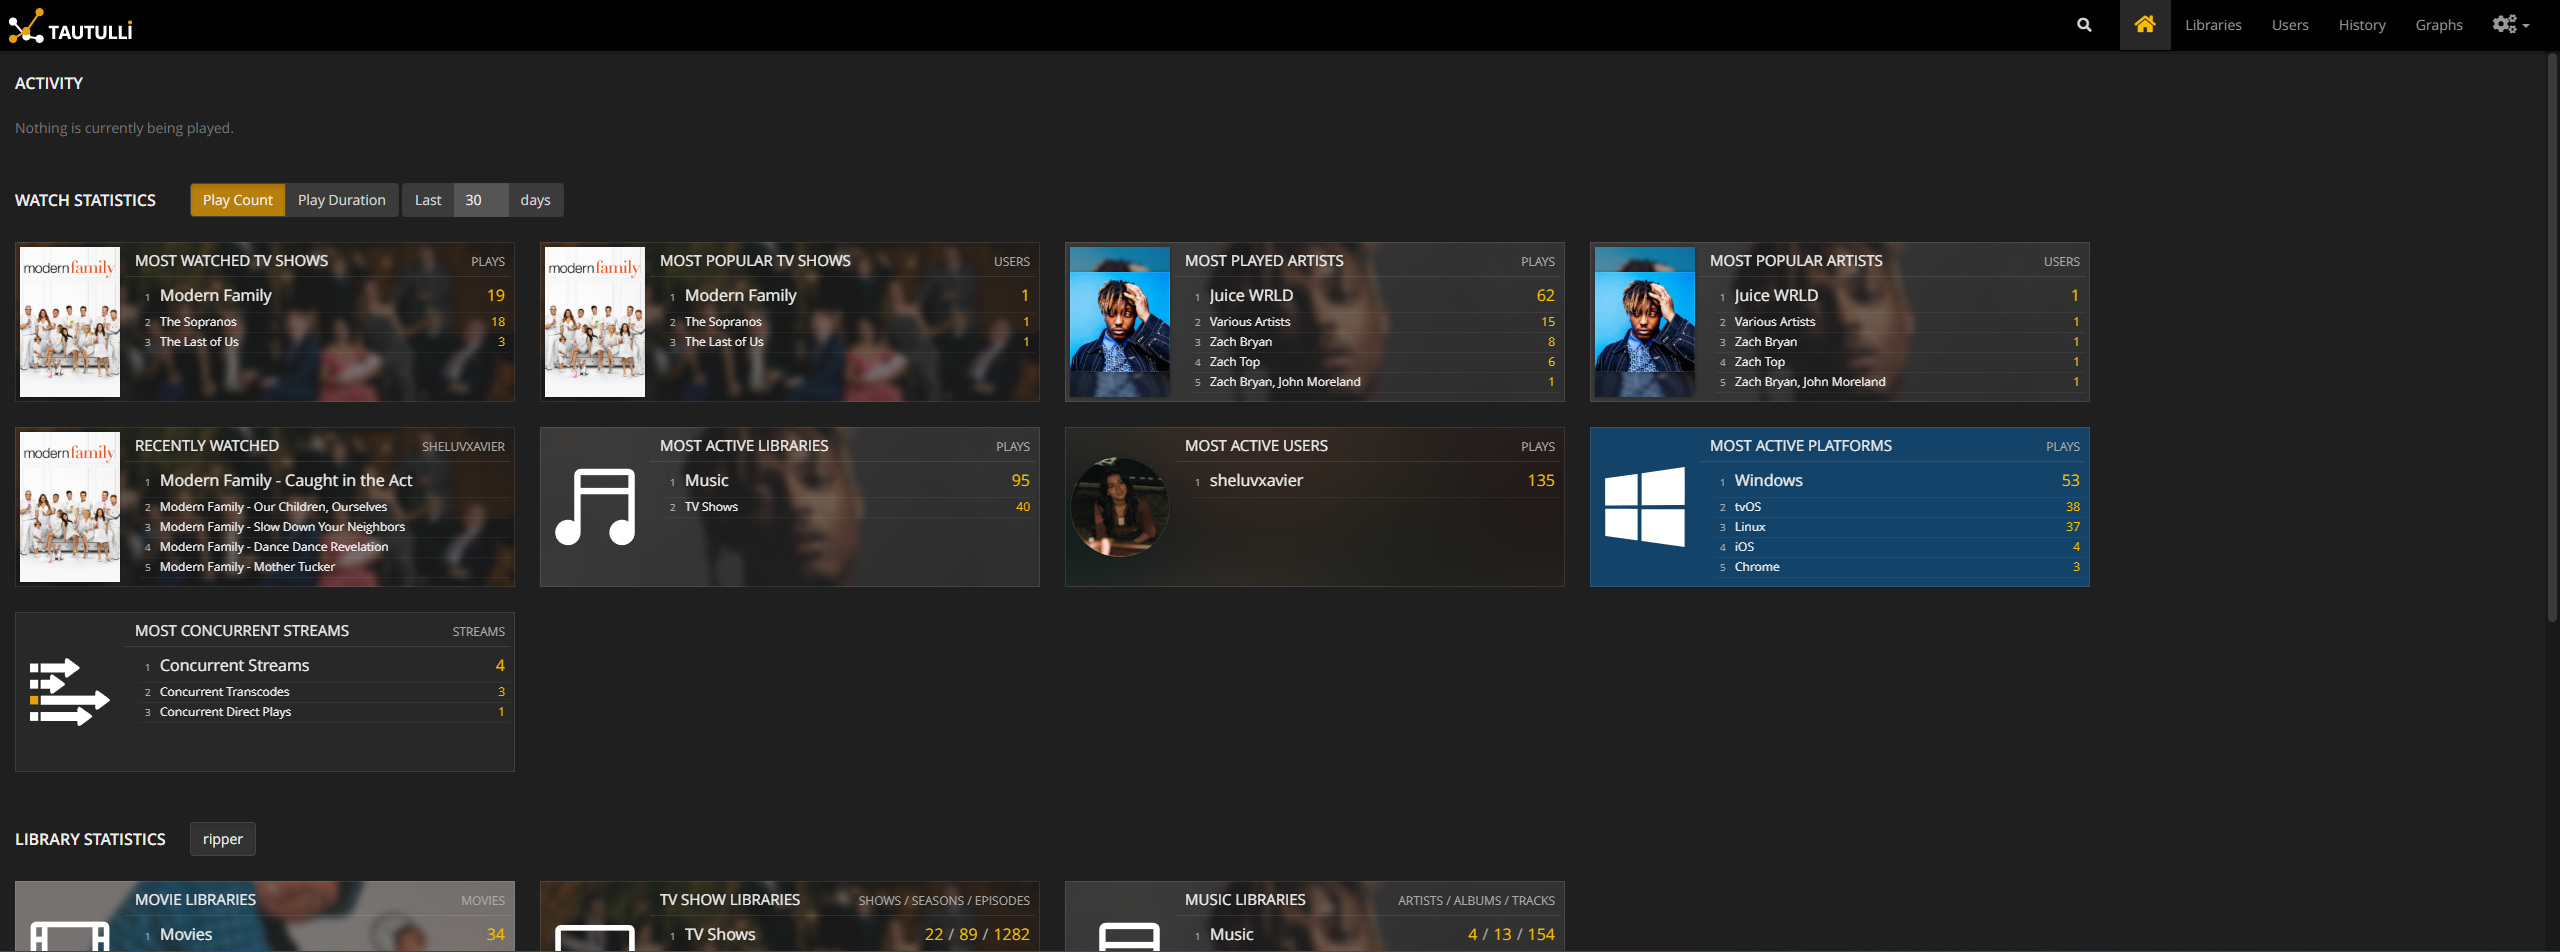 TAUTULLI
Libraries
Users
History
Graphs
ACTIVITY
Nothing is currently being played.
WATCH STATISTICS
Play Count
Play Duration
Last 30 days
modernfamily
MOST WATCHED TV SHOWS PLAYS
1 Modern Family 19
2 The Sopranos 18
3 The Last of Us 3
modernfamily
MOST POPULAR TV SHOWS USERS
1 Modern Family 1
2 The Sopranos 1
3 The Last of Us 1
MOST PLAYED ARTISTS PLAYS
1 Juice WRLD 62
2 Various Artists 15
3 Zach Bryan 8
4 Zach Top 6
5 Zach Bryan, John Moreland 1
MOST POPULAR ARTISTS USERS
1 Juice WRLD 1
2 Various Artists 1
3 Zach Bryan 1
4 Zach Top 1
5 Zach Bryan, John Moreland 1
modernfamily
RECENTLY WATCHED SHELUVXAVIER
1 Modern Family - Caught in the Act
2 Modern Family - Our Children, Ourselves
3 Modern Family - Slow Down Your Neighbors
4 Modern Family - Dance Dance Revelation
5 Modern Family - Mother Tucker
MOST ACTIVE LIBRARIES PLAYS
1 Music 95
2 TV Shows 40
MOST ACTIVE USERS PLAYS
1 sheluvxavier 135
MOST ACTIVE PLATFORMS PLAYS
1 Windows 53
2 tvOS 38
3 Linux 37
4 iOS 4
5 Chrome 3
MOST CONCURRENT STREAMS STREAMS
1 Concurrent Streams 4
2 Concurrent Transcodes 3
3 Concurrent Direct Plays 1
LIBRARY STATISTICS
ripper
MOVIE LIBRARIES MOVIES
1 Movies 34
TV SHOW LIBRARIES SHOWS / SEASONS / EPISODES
1 TV Shows 22 / 89 / 1282
MUSIC LIBRARIES ARTISTS / ALBUMS / TRACKS
1 Music 4 / 13 / 154